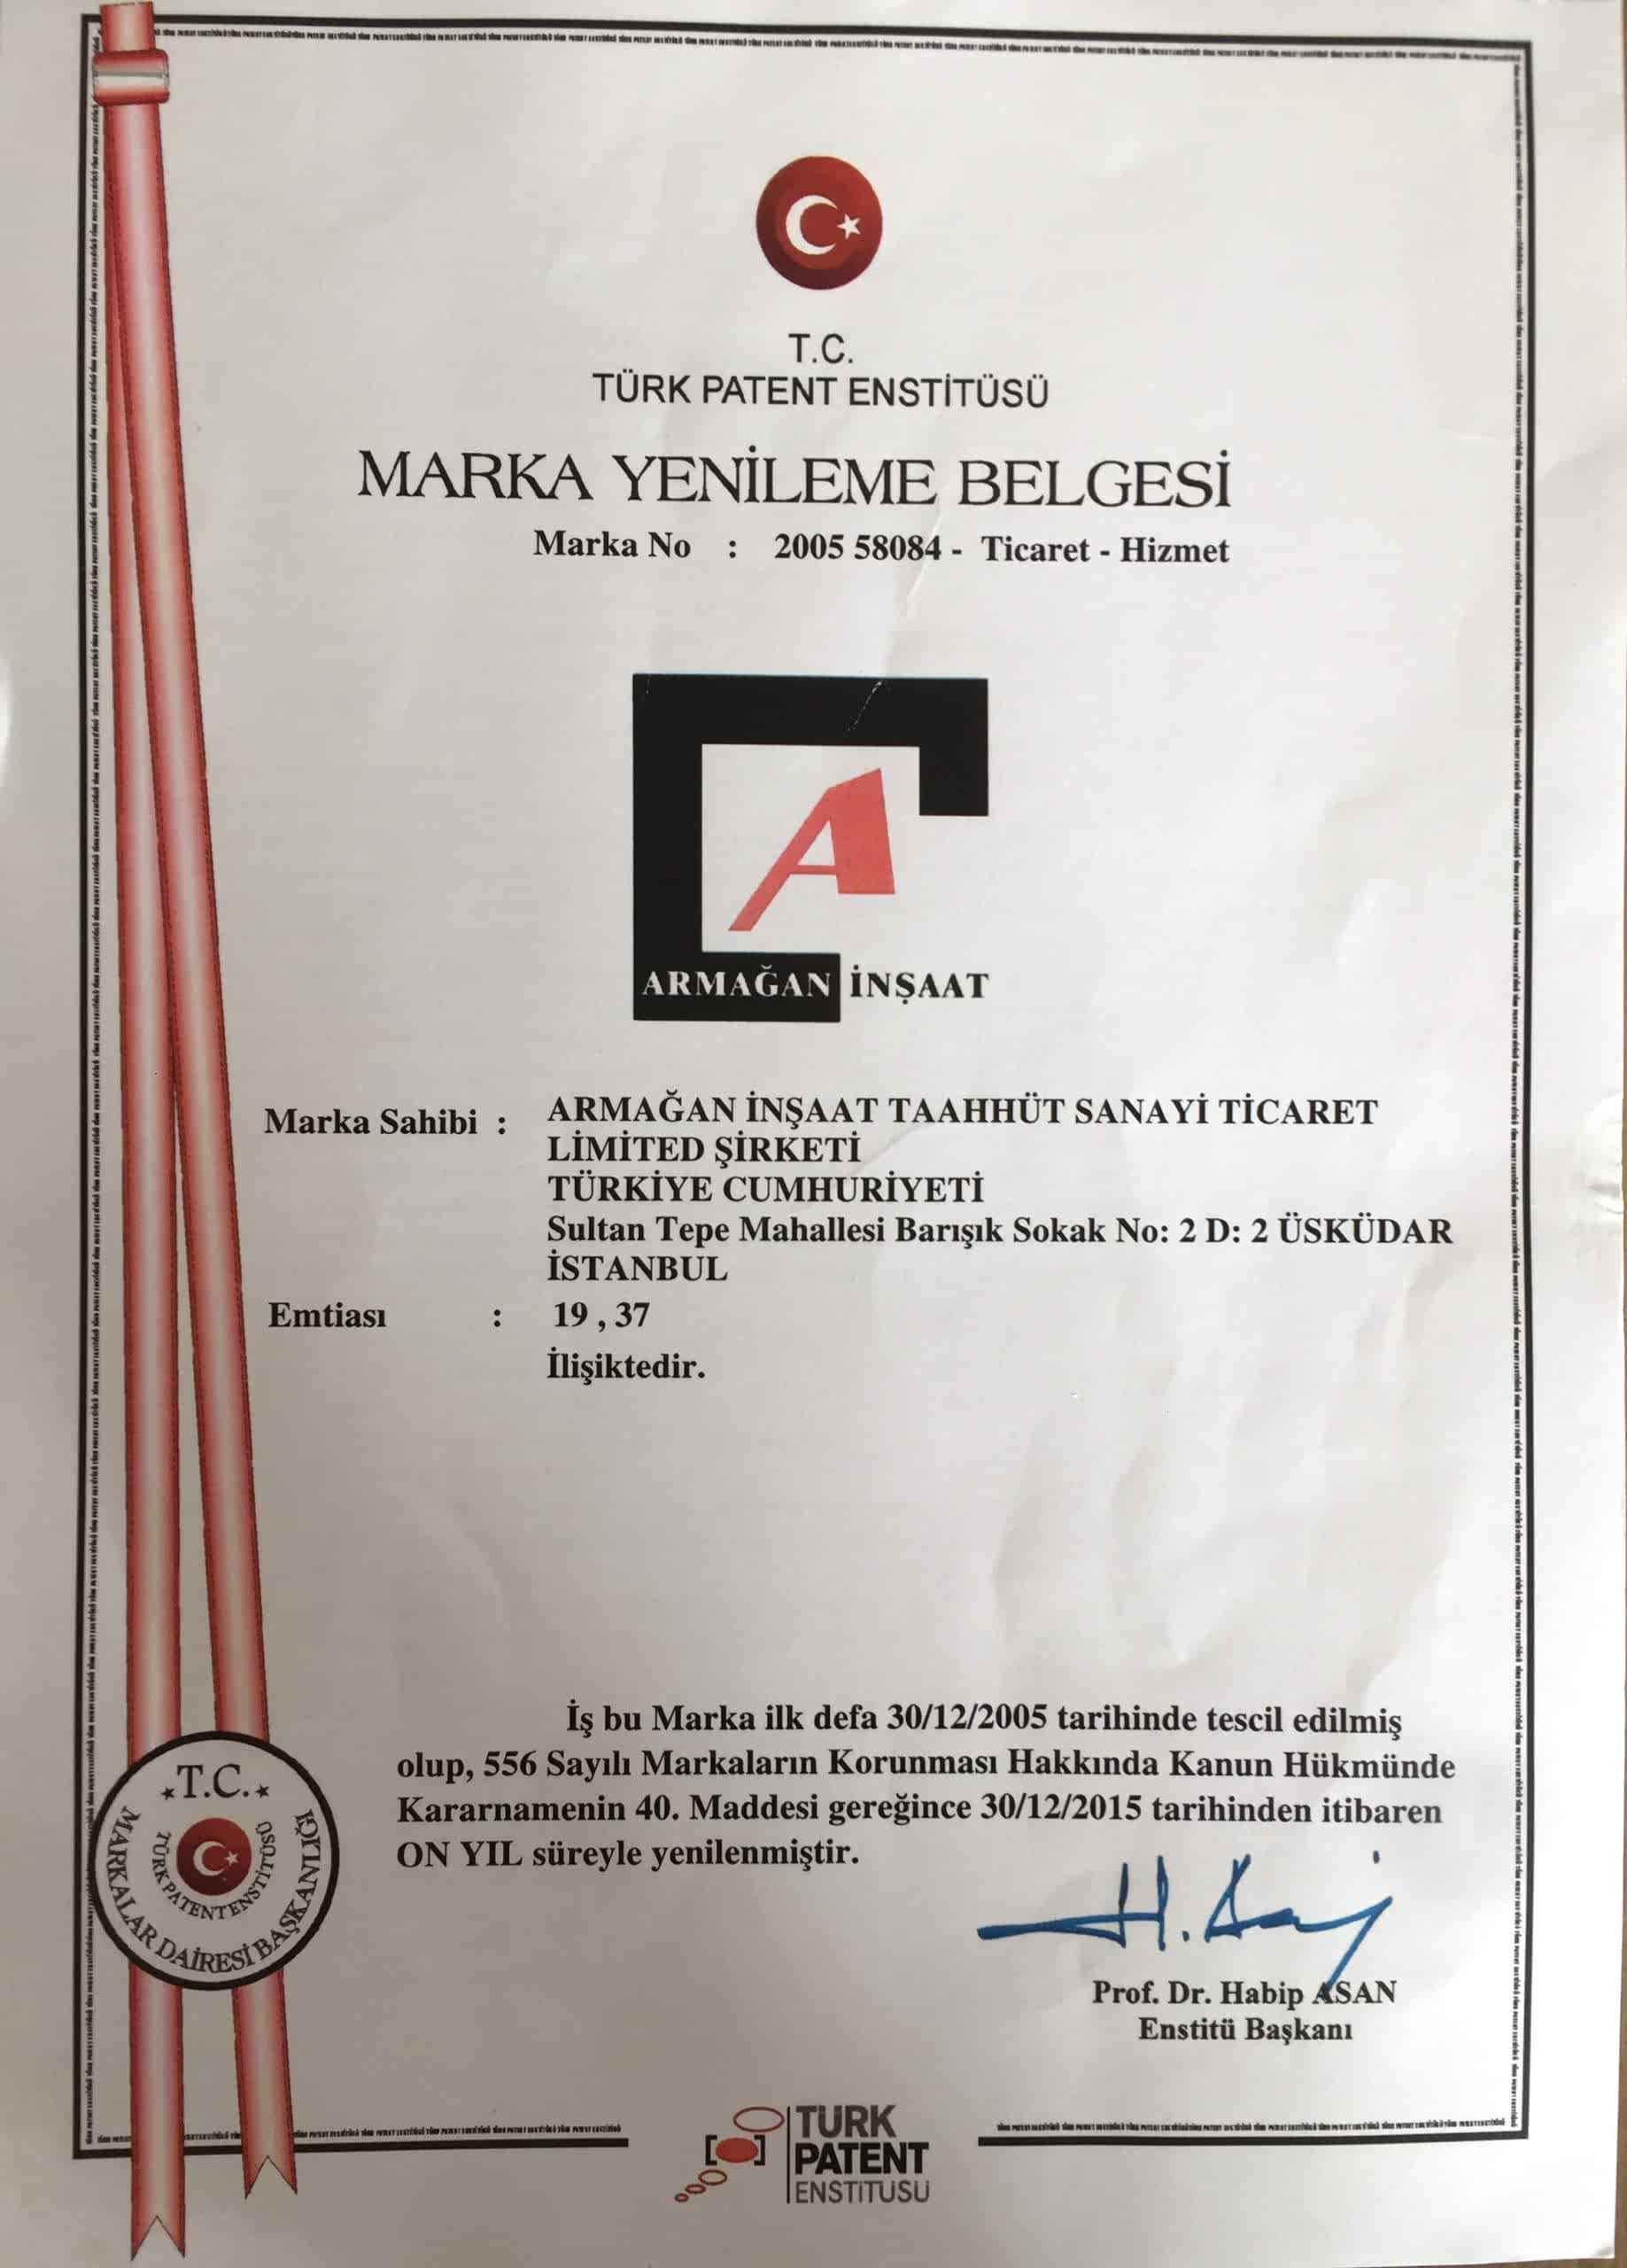 T.C.
TÜRK PATENT ENSTİTÜSÜ
MARKA YENİLEME BELGESİ
Marka No : 2005 58084 - Ticaret - Hizmet
A
ARMAĞAN İNŞAAT
Marka Sahibi : ARMAĞAN İNŞAAT TAAHHÜT SANAYİ TİCARET
LİMİTED ŞİRKETİ
TÜRKİYE CUMHURİYETİ
Sultan Tepe Mahallesi Barışık Sokak No: 2 D: 2 ÜSKÜDAR
İSTANBUL
Emtiası : 19 , 37
İlişiktedir.
İş bu Marka ilk defa 30/12/2005 tarihinde tescil edilmiş
olup, 556 Sayılı Markaların Korunması Hakkında Kanun Hükmünde
Kararnamenin 40. Maddesi gereğince 30/12/2015 tarihinden itibaren
ON YIL süreyle yenilenmiştir.
T.C.
TÜRK PATENT ENSTİTÜSÜ
MARKALAR DAİRESİ BAŞKANLIĞI
Prof. Dr. Habip ASAN
Enstitü Başkanı
TURK
PATENT
ENSTITUSU